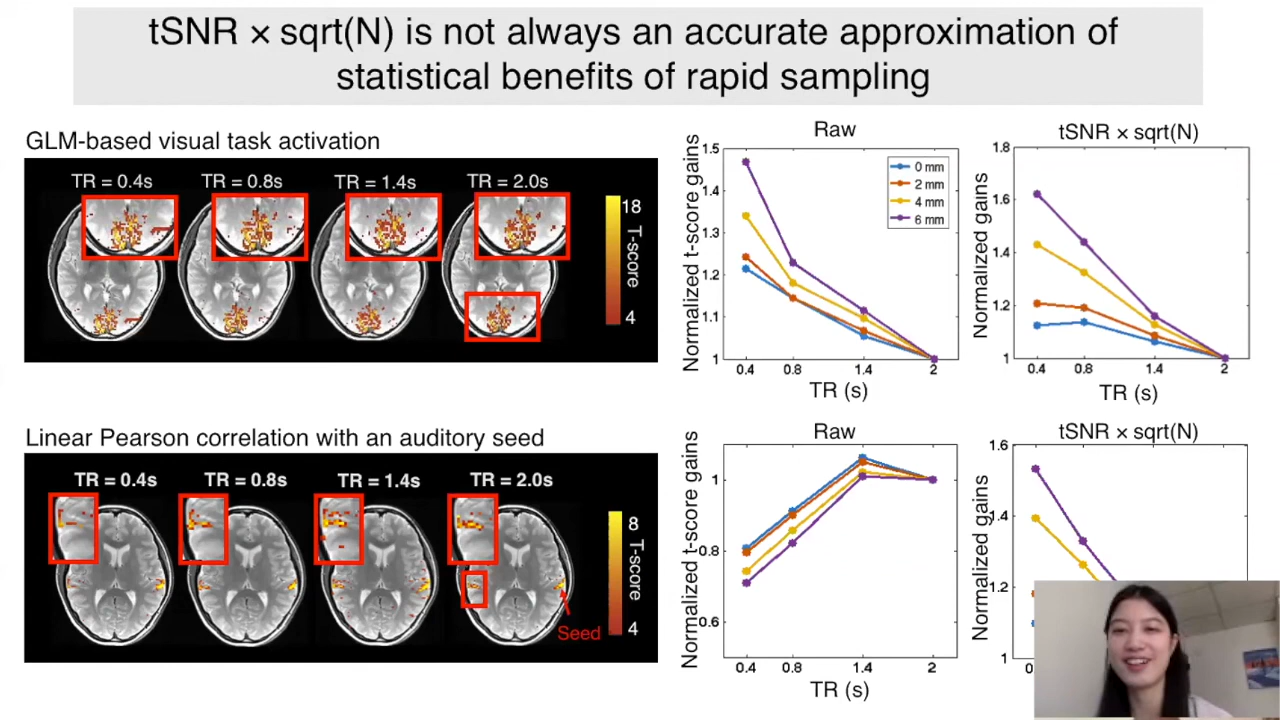 tSNR × sqrt(N) is not always an accurate approximation of
statistical benefits of rapid sampling
GLM-based visual task activation
TR = 0.4s TR = 0.8s TR = 1.4s TR = 2.0s
18
T-score
4
Raw
Normalized t-score gains
1.5
1.4
1.3
1.2
1.1
1
0 mm
2 mm
4 mm
6 mm
0.4 0.8 1.4 2
TR (s)
tSNR × sqrt(N)
Normalized gains
1.8
1.6
1.4
1.2
1
0.4 0.8 1.4 2
TR (s)
Linear Pearson correlation with an auditory seed
TR = 0.4s TR = 0.8s TR = 1.4s TR = 2.0s
8
T-score
4
Seed
Raw
Normalized t-score gains
1
0.8
0.6
0.4 0.8 1.4 2
TR (s)
tSNR × sqrt(N)
Normalized gains
1.6
1.4
1.2
1